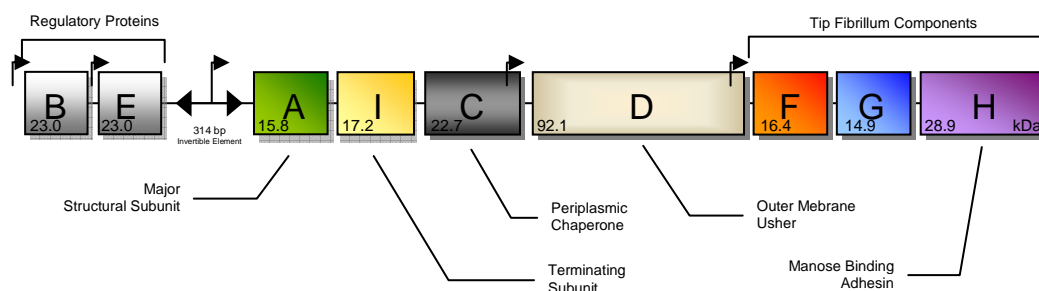 Regulatory Proteins
Tip Fibrillum Components
B E A I C D F G H
23.0 23.0 15.8 17.2 22.7 92.1 16.4 14.9 28.9 kDa
314 bp
Invertible Element
Major
Structural Subunit
Periplasmic
Chaperone
Outer Mebrane
Usher
Terminating
Subunit
Manose Binding
Adhesin